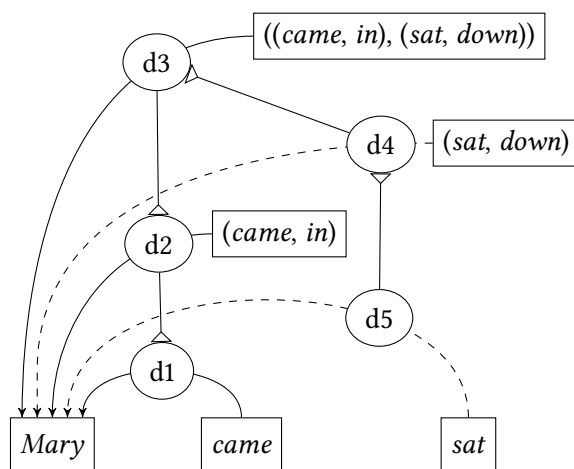 ((came, in), (sat, down))
d3
d4
(sat, down)
d2
(came, in)
d5
d1
Mary
came
sat